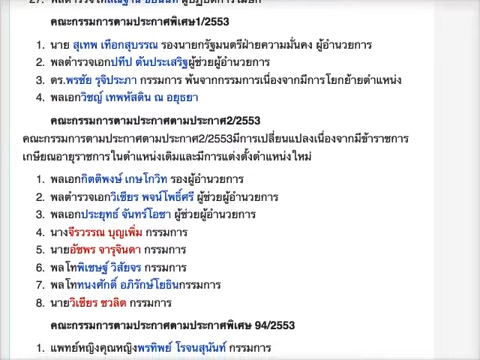 คณะกรรมการตามประกาศพิเศษ1/2553
1. นาย สุเทพ เทือกสุบรรณ รองนายกรัฐมนตรีฝ่ายความมั่นคง ผู้อำนวยการ
2. พลตำรวจเอกปทีป ตันประเสริฐผู้ช่วยผู้อำนวยการ
3. ดร.พรชัย รุจิประภา กรรมการ พ้นจากกรรมการเนื่องจากมีการโยกย้ายตำแหน่ง
4. พลเอกวิชญ์ เทพหัสดิน ณ อยุธยา
คณะกรรมการตามประกาศตามประกาศ2/2553
คณะกรรมการตามประกาศตามประกาศ2/2553มีการเปลี่ยนแปลงเนื่องจากมีข้าราชการ
เกษียณอายุราชการในตำแหน่งเดิมและมีการแต่งตั้งตำแหน่งใหม่
1. พลเอกกิตติพงษ์ เกษโกวิท รองผู้อำนวยการ
2. พลตำรวจเอกวิเชียร พจน์โพธิ์ศรี ผู้ช่วยผู้อำนวยการ
3. พลเอกประยุทธ์ จันทร์โอชา ผู้ช่วยผู้อำนวยการ
4. นางจีรวรรณ บุญเพิ่ม กรรมการ
5. นายอัชพร จารุจินดา กรรมการ
6. พลโทพิเชษฐ์ วิสัยจร กรรมการ
7. พลโททนงศักดิ์ อภิรักษ์โยธินกรรมการ
8. นายวิเชียร ชวลิต กรรมการ
คณะกรรมการตามประกาศตามประกาศพิเศษ 94/2553
1. แพทย์หญิงคุณหญิงพรทิพย์ โรจนสุนันท์ กรรมการ